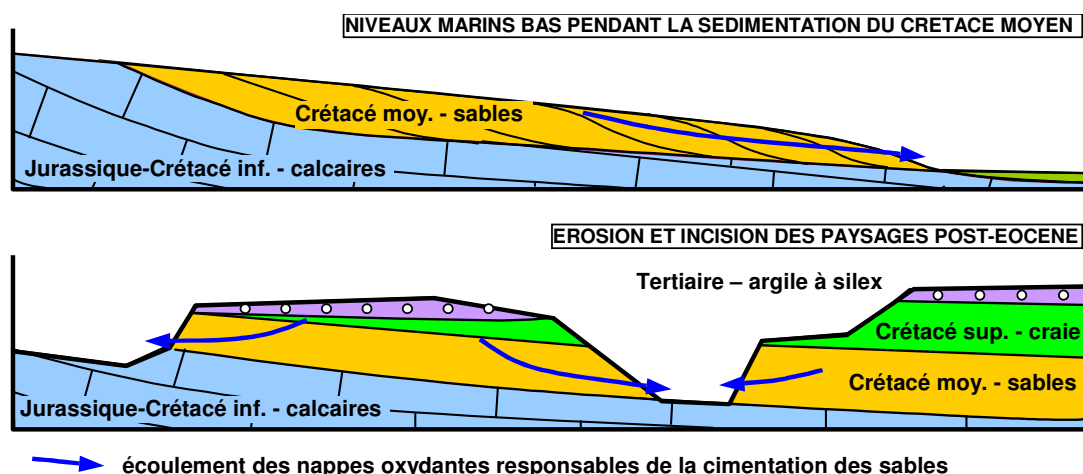 NIVEAUX MARINS BAS PENDANT LA SEDIMENTATION DU CRETACE MOYEN
Crétacé moy. - sables
Jurassique-Crétacé inf. - calcaires
EROSION ET INCISION DES PAYSAGES POST-EOCENE
Tertiaire – argile à silex
Crétacé sup. - craie
Crétacé moy. - sables
Jurassique-Crétacé inf. - calcaires
écoulement des nappes oxydantes responsables de la cimentation des sables